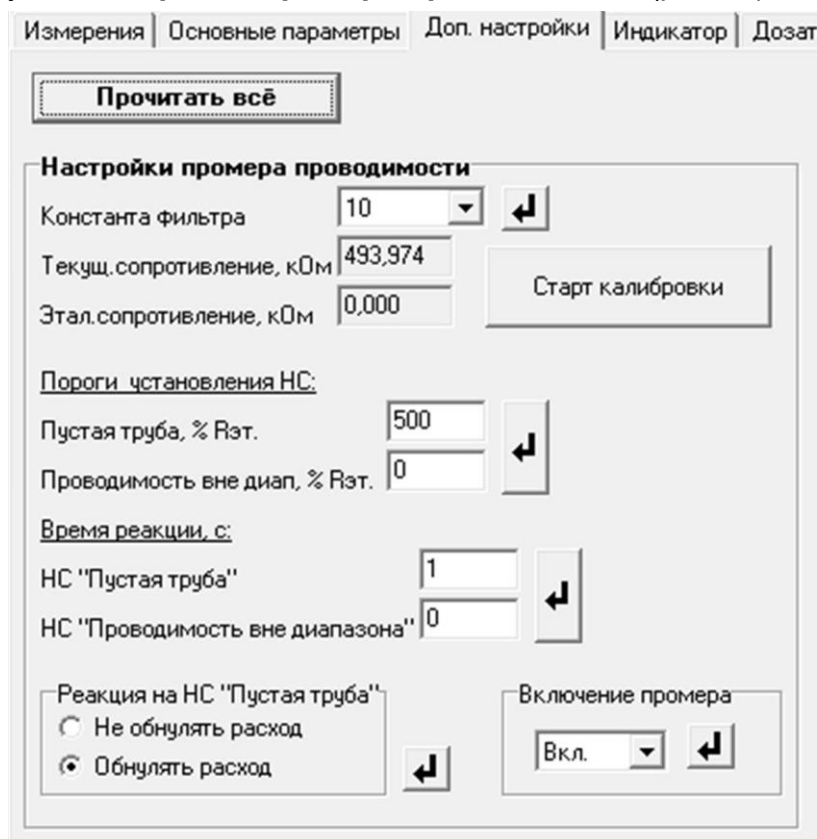 Измерения Основные параметры Доп. настройки Индикатор Дозат
Прочитать всё
Настройки промера проводимости
Константа фильтра 10
Текущ.сопротивление, кОм 493,974
Старт калибровки
Этал.сопротивление, кОм 0,000
Пороги установления НС:
Пустая труба, % Rэт. 500
Проводимость вне диап, % Rэт. 0
Время реакции, с:
НС "Пустая труба" 1
НС "Проводимость вне диапазона" 0
Реакция на НС "Пустая труба"
Не обнулять расход
Обнулять расход
Включение промера
Вкл.